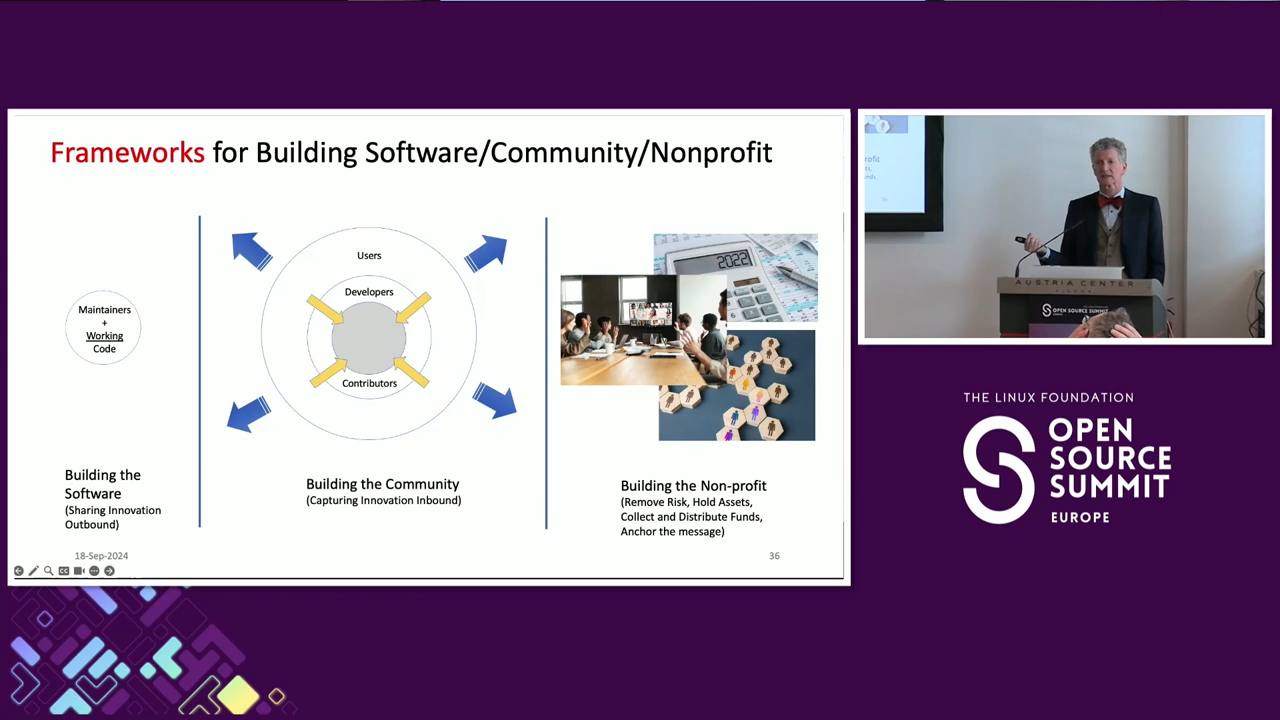 Frameworks for Building Software/Community/Nonprofit
Maintainers
+
Working
Code
Users
Developers
Contributors
2022
Building the
Software
(Sharing Innovation
Outbound)
Building the Community
(Capturing Innovation Inbound)
Building the Non-profit
(Remove Risk, Hold Assets,
Collect and Distribute Funds,
Anchor the message)
18-Sep-2024
36
AUSTRIA CENTER
OPEN SOURCE SUMMIT
THE LINUX FOUNDATION
OPEN
SOURCE
SUMMIT
EUROPE